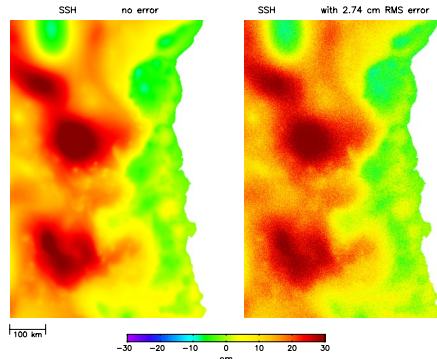 SSH no error
SSH with 2.74 cm RMS error
100 km
−30 −20 −10 0 10 20 30
cm